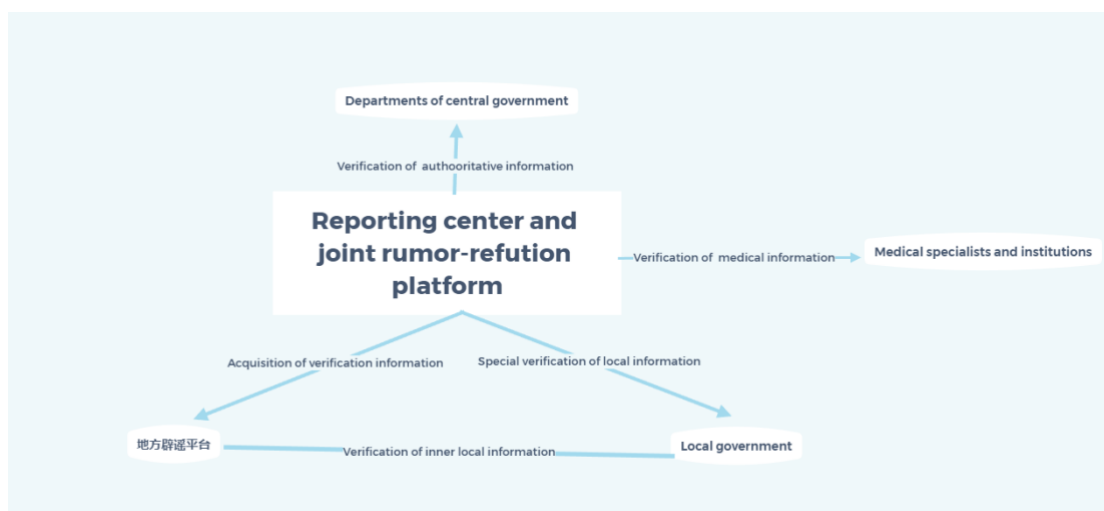 Departments of central government
Verification of authooritative information
Reporting center and
joint rumor-refution
platform
Verification of medical information
Medical specialists and institutions
Acquisition of verification information
Special verification of local information
地方辟谣平台
Verification of inner local information
Local government